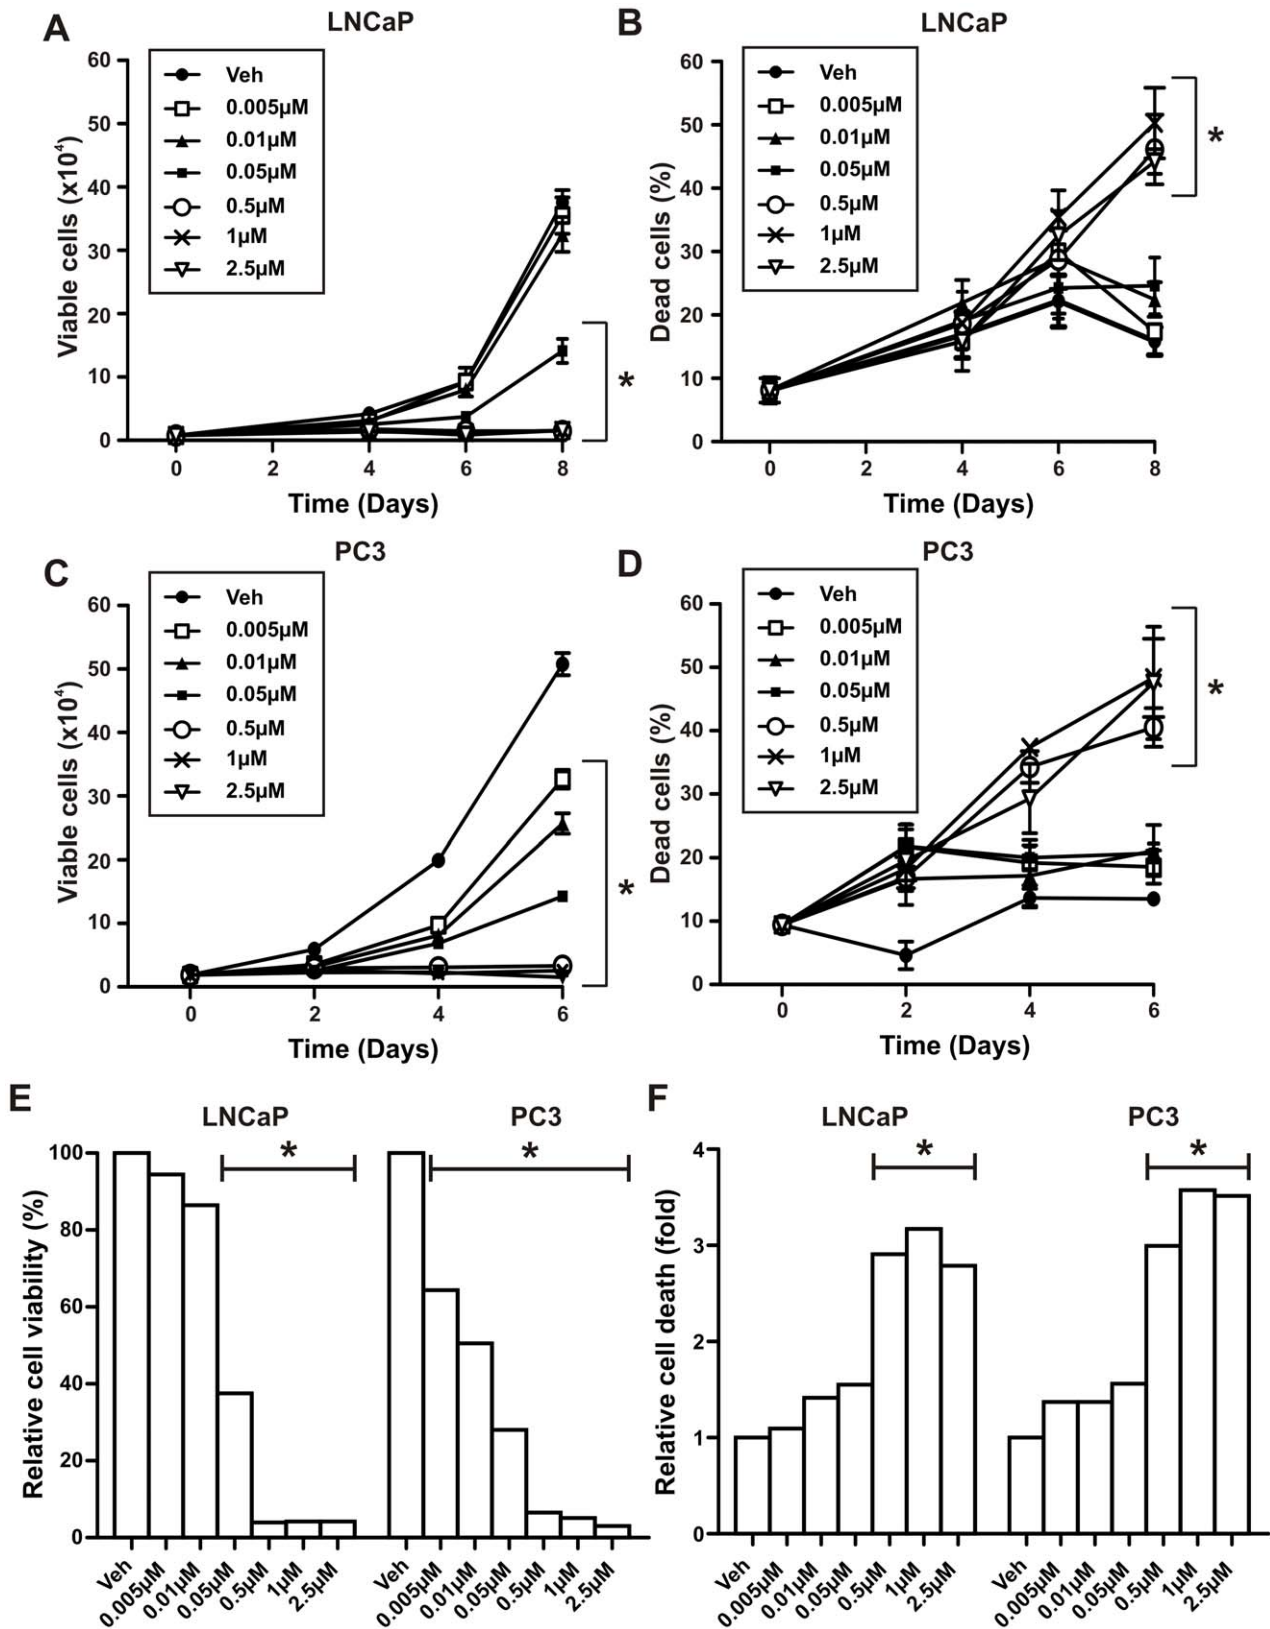 A
LNCaP
Viable cells (x10⁴)
60
50
40
30
20
10
0
Veh
0.005µM
0.01µM
0.05µM
0.5µM
1µM
2.5µM
*
0
2
4
6
8
Time (Days)
B
LNCaP
Dead cells (%)
60
50
40
30
20
10
0
Veh
0.005µM
0.01µM
0.05µM
0.5µM
1µM
2.5µM
*
0
2
4
6
8
Time (Days)
C
PC3
Viable cells (x10⁴)
60
50
40
30
20
10
0
Veh
0.005µM
0.01µM
0.05µM
0.5µM
1µM
2.5µM
*
0
2
4
6
Time (Days)
D
PC3
Dead cells (%)
60
50
40
30
20
10
0
Veh
0.005µM
0.01µM
0.05µM
0.5µM
1µM
2.5µM
*
0
2
4
6
Time (Days)
E
LNCaP
PC3
*
*
Relative cell viability (%)
100
80
60
40
20
0
Veh
0.005µM
0.01µM
0.05µM
0.5µM
1µM
2.5µM
Veh
0.005µM
0.01µM
0.05µM
0.5µM
1µM
2.5µM
F
LNCaP
PC3
*
*
Relative cell death (fold)
4
3
2
1
0
Veh
0.005µM
0.01µM
0.05µM
0.5µM
1µM
2.5µM
Veh
0.005µM
0.01µM
0.05µM
0.5µM
1µM
2.5µM